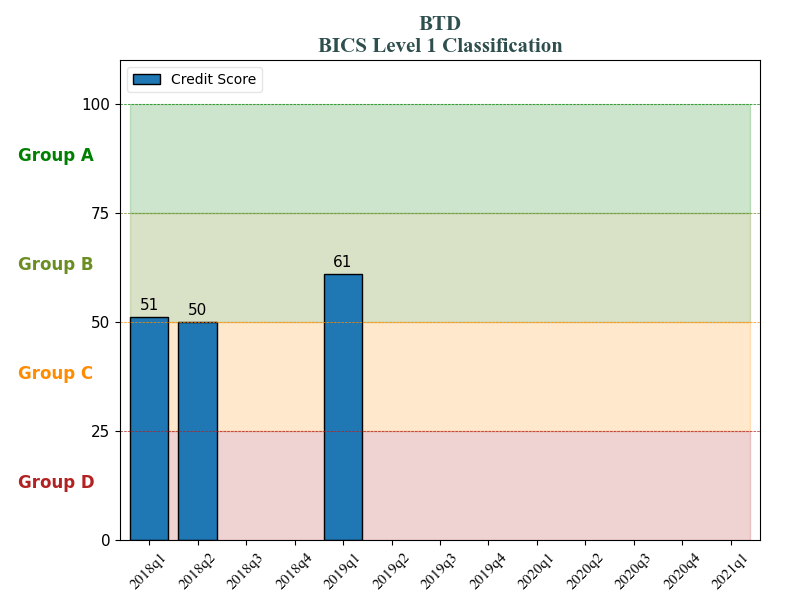 BTD
BICS Level 1 Classification
Credit Score
100
Group A
75
Group B
61
51
50
50
Group C
25
Group D
0
2018q1
2018q2
2018q3
2018q4
2019q1
2019q2
2019q3
2019q4
2020q1
2020q2
2020q3
2020q4
2021q1